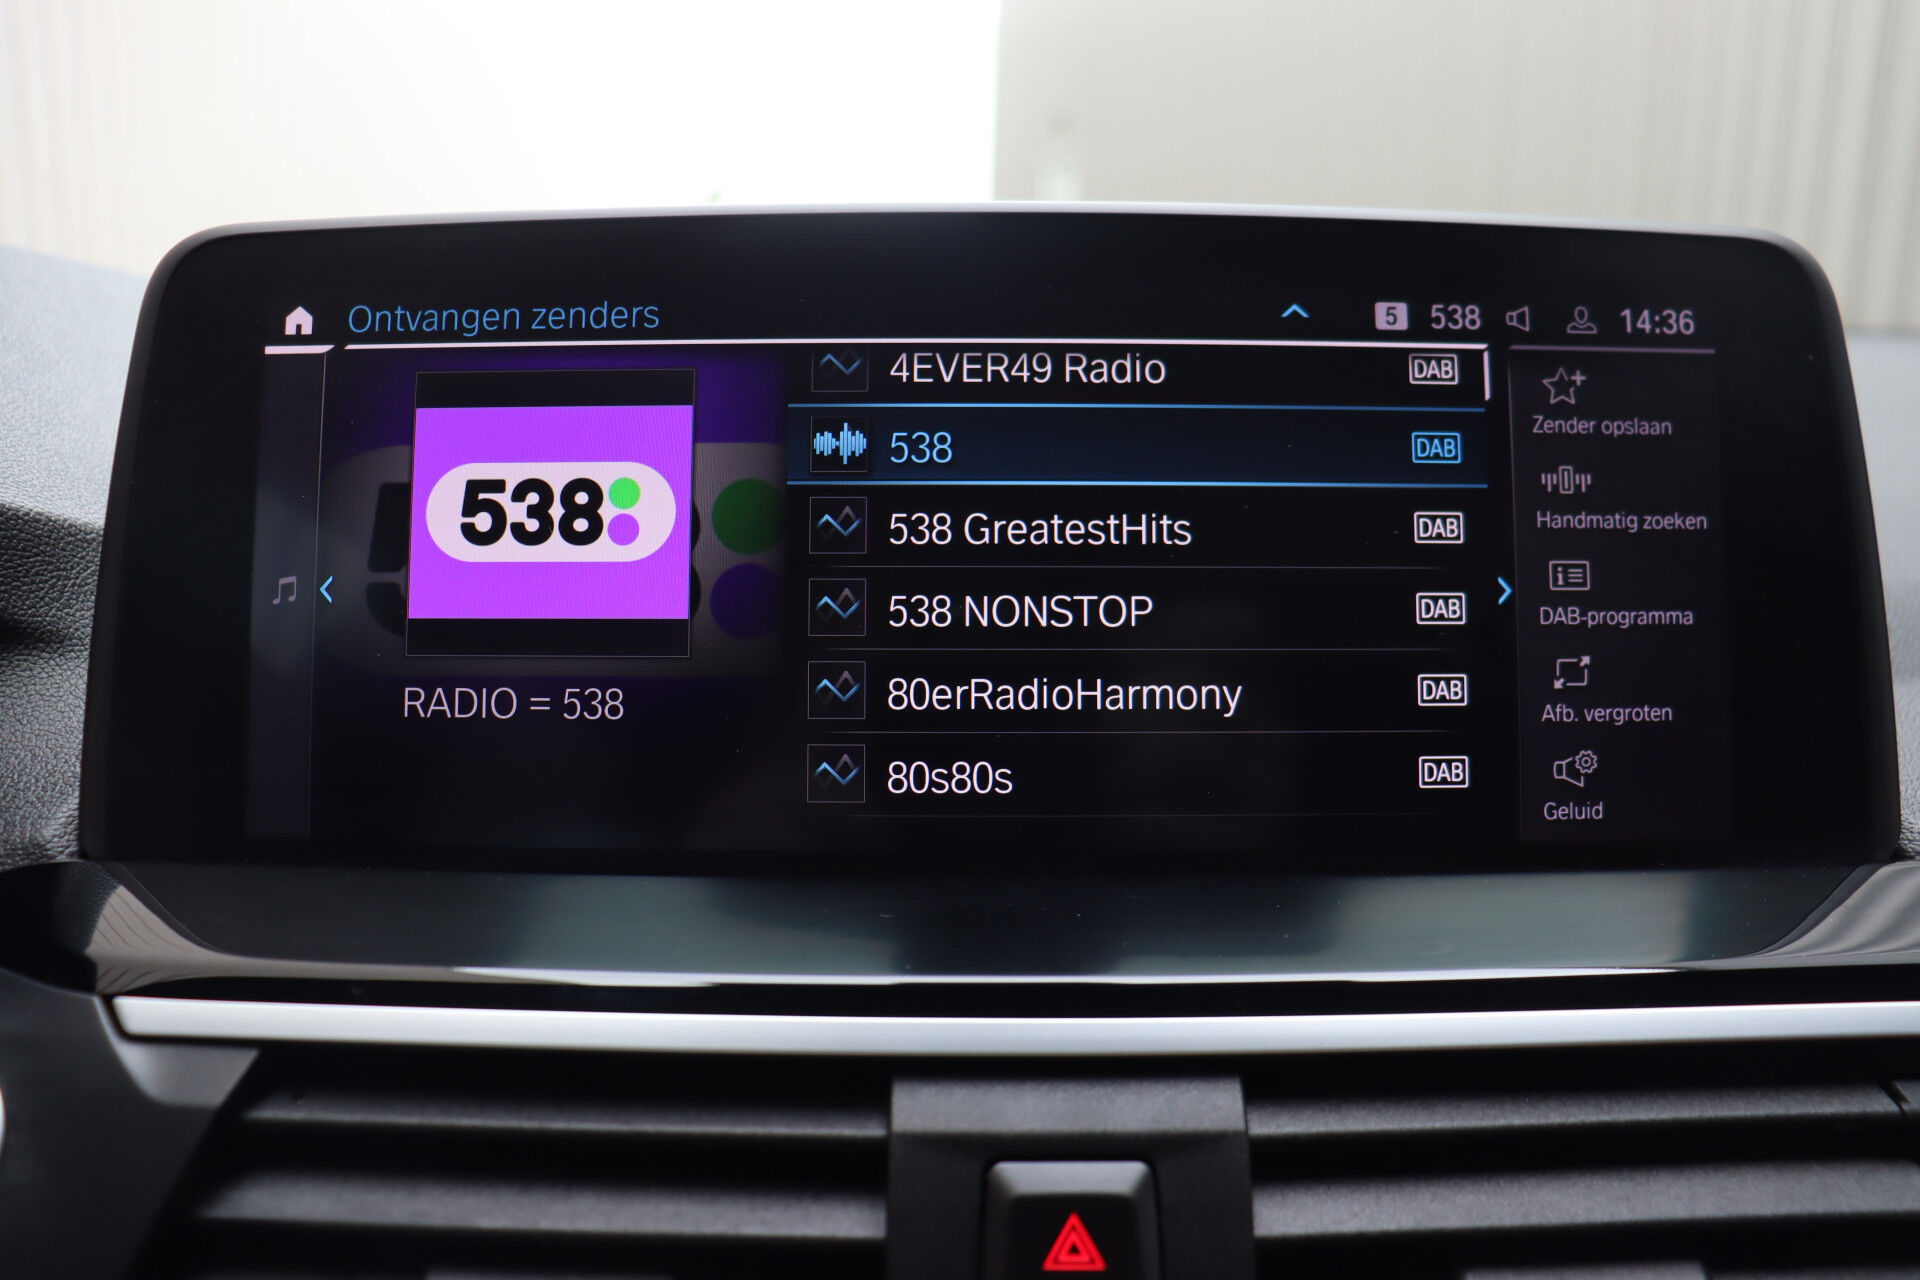 Ontvangen zenders
5 538 14:36
538
RADIO = 538
4EVER49 Radio DAB
538 DAB
538 GreatestHits DAB
538 NONSTOP DAB
80erRadioHarmony DAB
80s80s DAB
Zender opslaan
Handmatig zoeken
DAB-programma
Afb. vergroten
Geluid